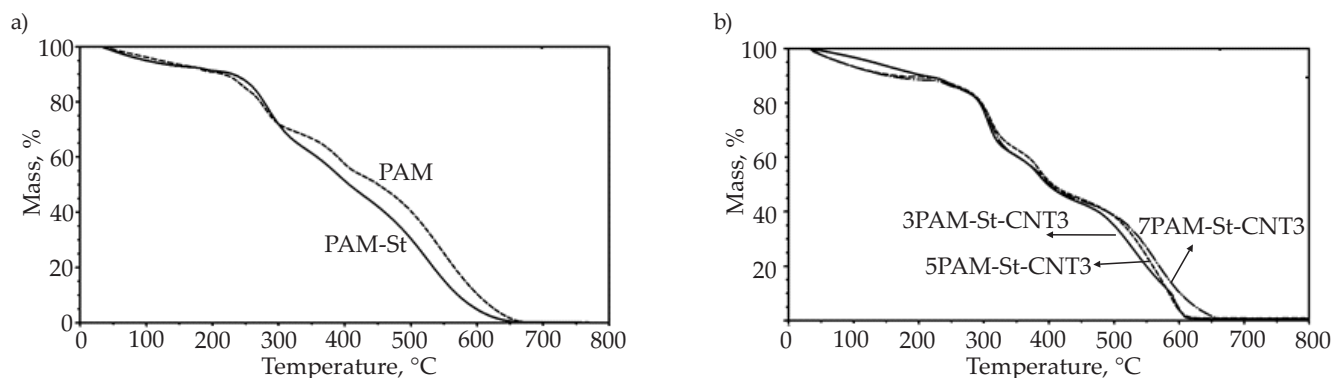 a)
100
80
60
40
20
0
Mass, %
PAM
PAM-St
0 100 200 300 400 500 600 700 800
Temperature, °C
b)
100
80
60
40
20
Mass, %
3PAM-St-CNT3
7PAM-St-CNT3
5PAM-St-CNT3
0 100 200 300 400 500 600 700 800
Temperature, °C